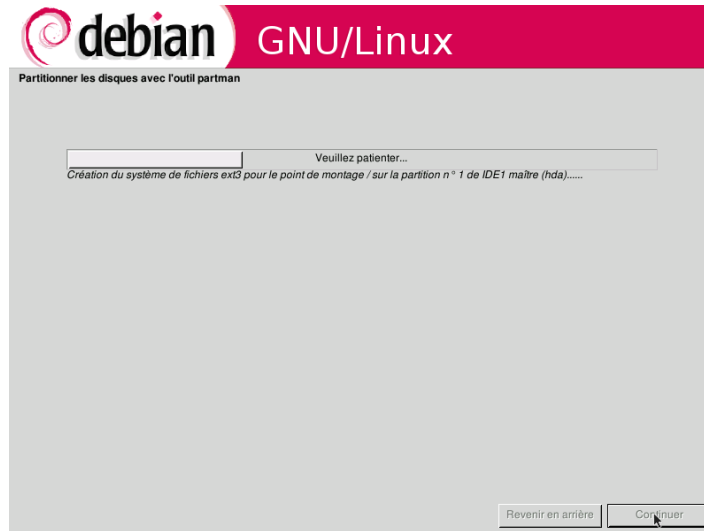 debian GNU/Linux
Partitionner les disques avec l'outil partman
Veuillez patienter...
Création du système de fichiers ext3 pour le point de montage / sur la partition n° 1 de IDE1 maître (hda)......
Revenir en arrière Continuer